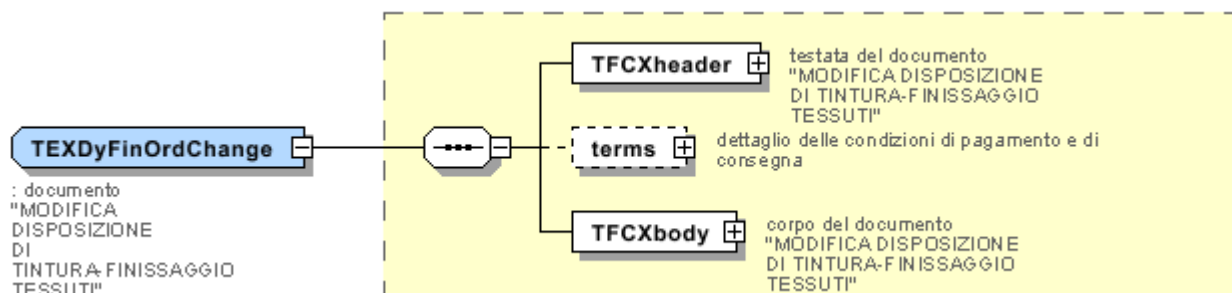 TFCXheader
testata del documento
"MODIFICA DISPOSIZIONE
DI TINTURA-FINISSAGGIO
TESSUTI"
TEXDyFinOrdChange
terms
dettaglio delle condizioni di pagamento e di
consegna
: documento
"MODIFICA
DISPOSIZIONE
DI
TINTURA-FINISSAGGIO
TESSUTI"
TFCXbody
corpo del documento
"MODIFICA DISPOSIZIONE
DI TINTURA-FINISSAGGIO
TESSUTI"